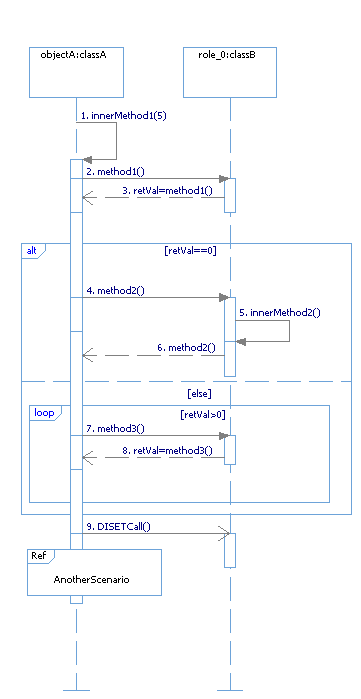 objectA:classA
role_0:classB
1. innerMethod1(5)
2. method1()
3. retVal=method1()
alt
[retVal==0]
4. method2()
5. innerMethod2()
6. method2()
[else]
loop
[retVal>0]
7. method3()
8. retVal=method3()
9. DISETCall()
Ref
AnotherScenario